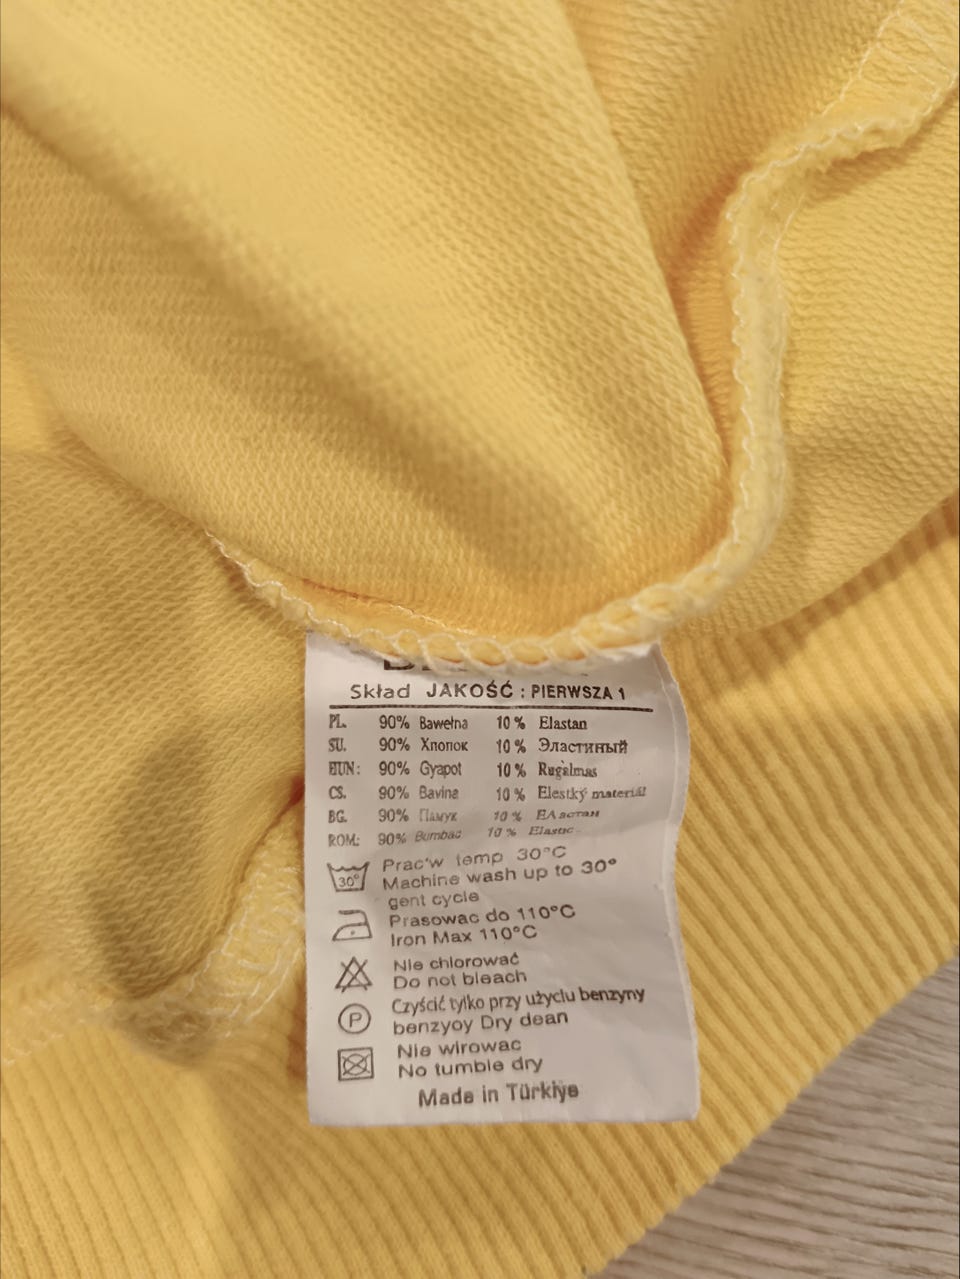 Skład JAKOŚĆ : PIERWSZA 1
PL. 90% Bawełna 10 % Elastan
SU. 90% Хлопок 10 % Эластиный
HUN: 90% Gyapot 10 % Rugalmas
CS. 90% Bavina 10 % Elestký materiál
BG. 90% Памук 10 % ЕАастан
ROM: 90% Bumbac 10 % Elastic
30° Prac'w temp 30°C
Machine wash up to 30°
gent cycle
Prasowac do 110°C
Iron Max 110°C
Nie chlorować
Do not bleach
P Czyścić tylko przy użyciu benzyny
benzyoy Dry dean
Nie wirowac
No tumble dry
Made in Türkiye